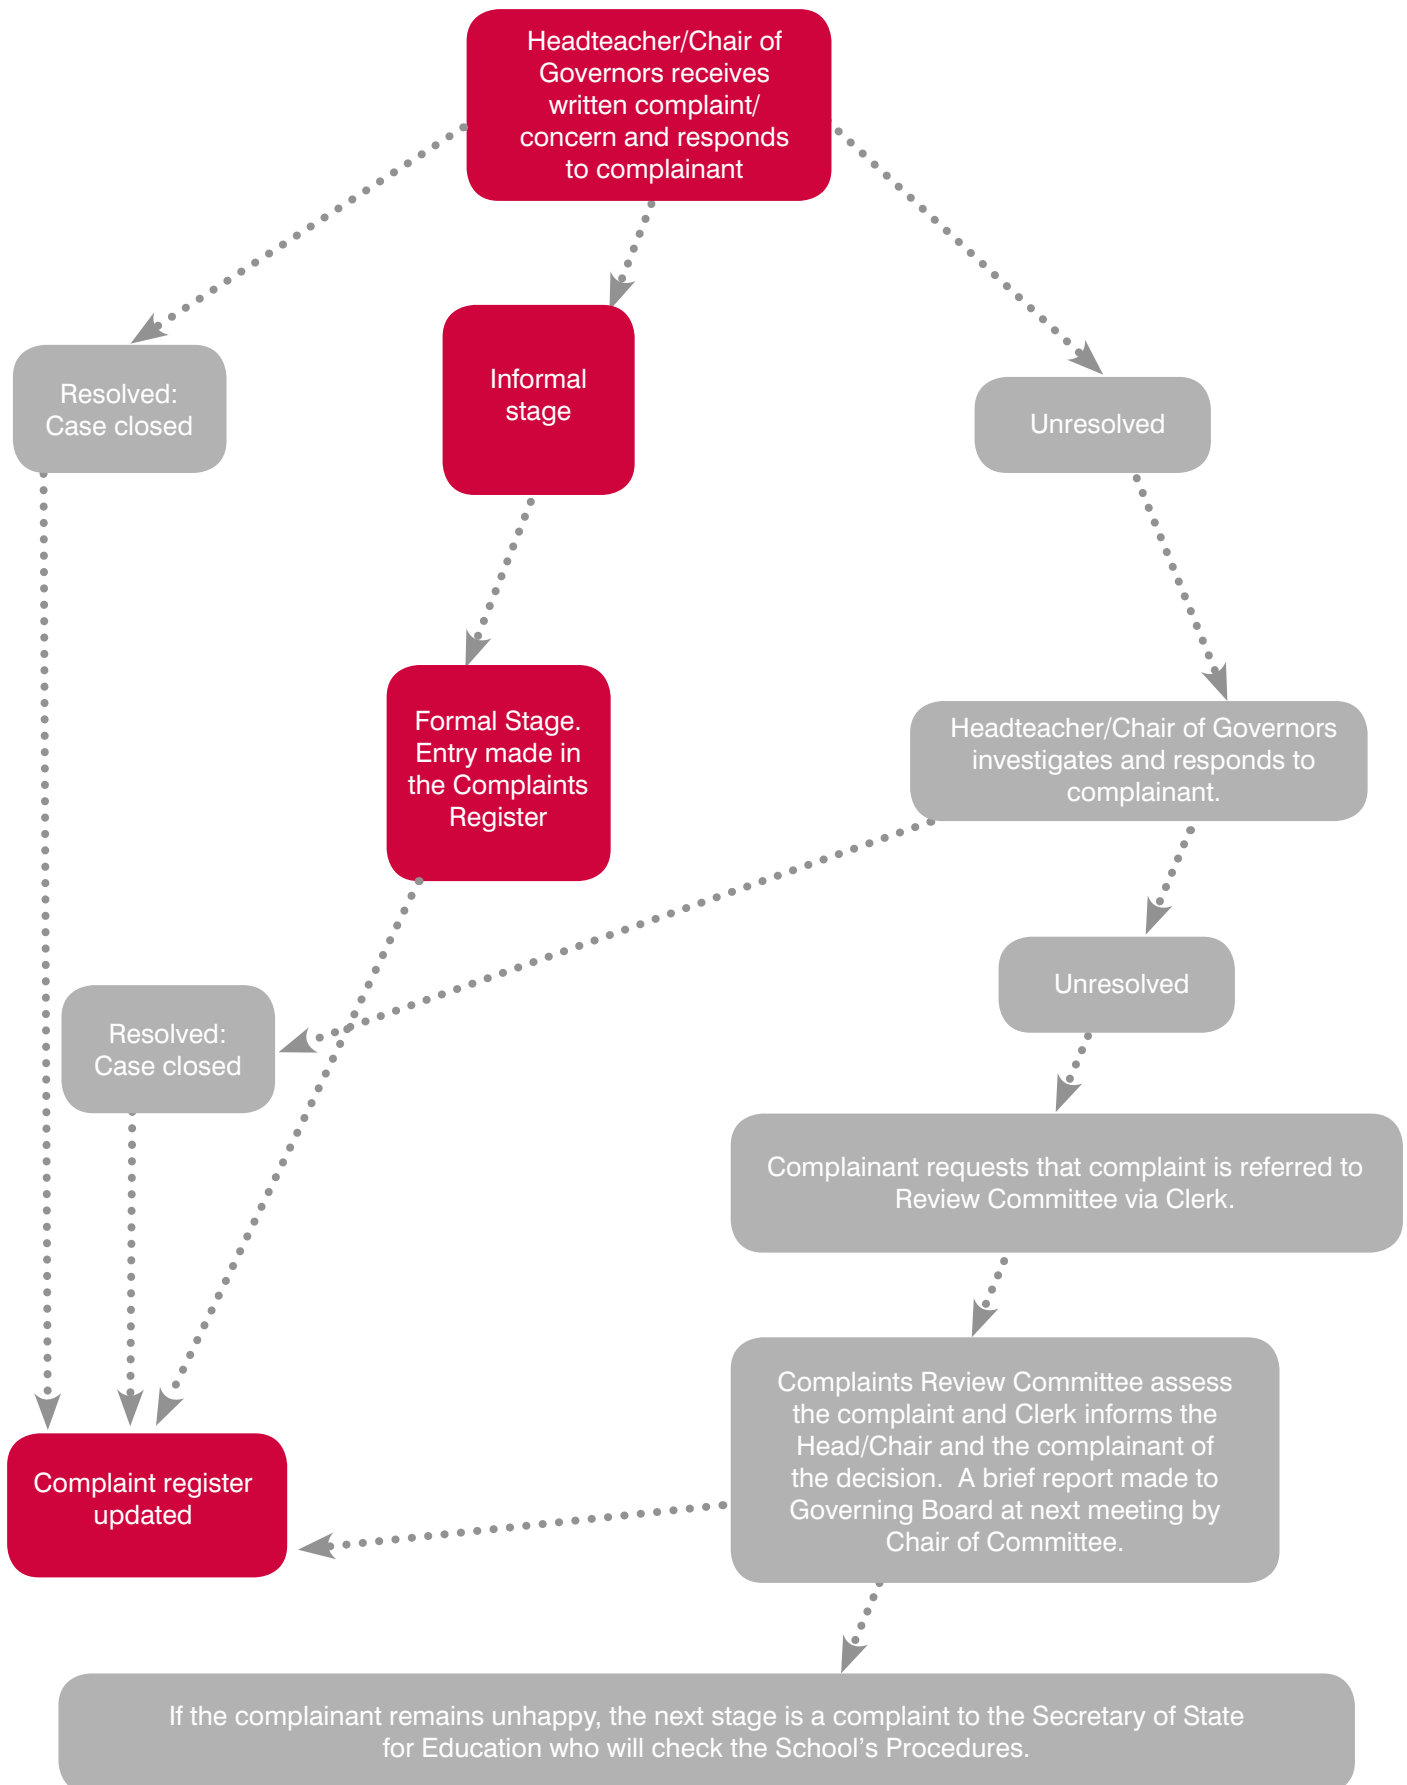 Headteacher/Chair of
Governors receives
written complaint/
concern and responds
to complainant
Resolved:
Case closed
Informal
stage
Unresolved
Formal Stage.
Entry made in
the Complaints
Register
Headteacher/Chair of Governors
investigates and responds to
complainant.
Unresolved
Resolved:
Case closed
Complainant requests that complaint is referred to
Review Committee via Clerk.
Complaints Review Committee assess
the complaint and Clerk informs the
Head/Chair and the complainant of
the decision.  A brief report made to
Governing Board at next meeting by
Chair of Committee.
Complaint register
updated
If the complainant remains unhappy, the next stage is a complaint to the Secretary of State
for Education who will check the School's Procedures.